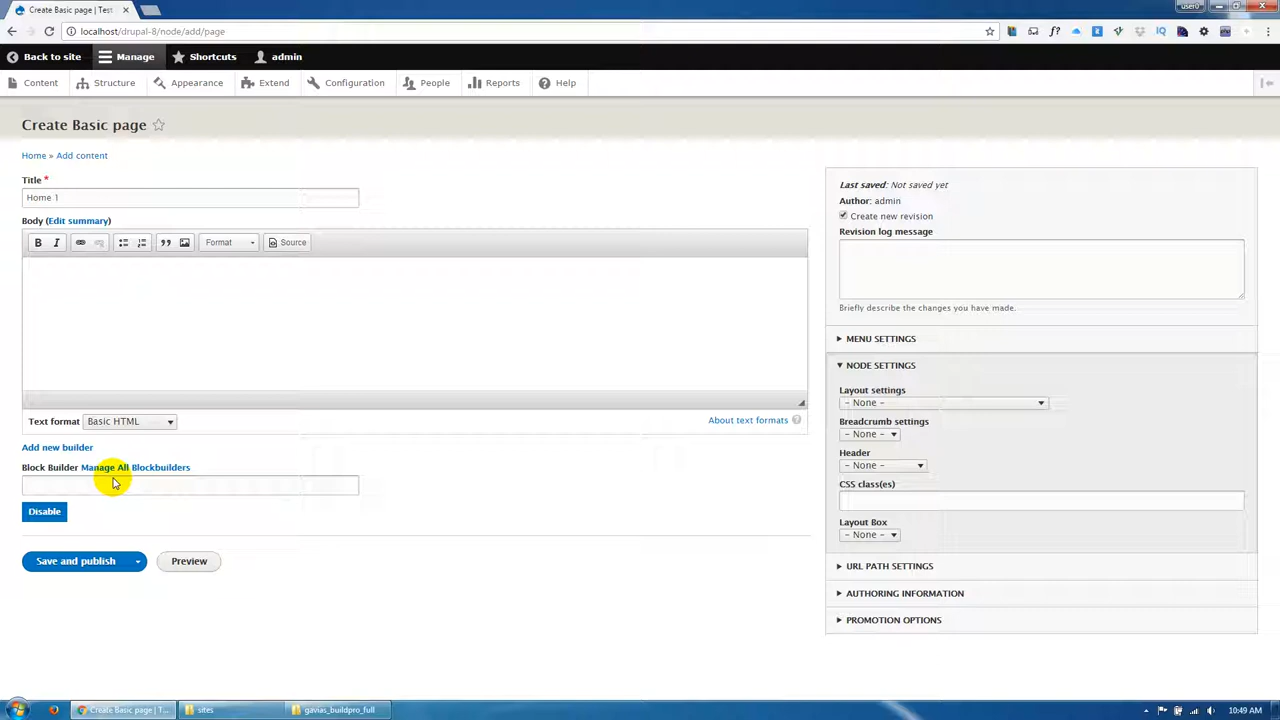 Create Basic page | Test
user0
localhost/drupal-8/node/add/page
f?
IQ
Back to site
Manage
Shortcuts
admin
Content
Structure
Appearance
Extend
Configuration
People
Reports
Help
Create Basic page
Home » Add content
Title *
Home 1
Body (Edit summary)
B I
Format
Source
Text format
Basic HTML
About text formats ?
Add new builder
Block Builder Manage All Blockbuilders
Disable
Save and publish
Preview
Last saved: Not saved yet
Author: admin
Create new revision
Revision log message
Briefly describe the changes you have made.
MENU SETTINGS
NODE SETTINGS
Layout settings
- None -
Breadcrumb settings
- None -
Header
- None -
CSS class(es)
Layout Box
- None -
URL PATH SETTINGS
AUTHORING INFORMATION
PROMOTION OPTIONS
Create Basic page | T...
sites
gavias_buildpro_full
10:49 AM